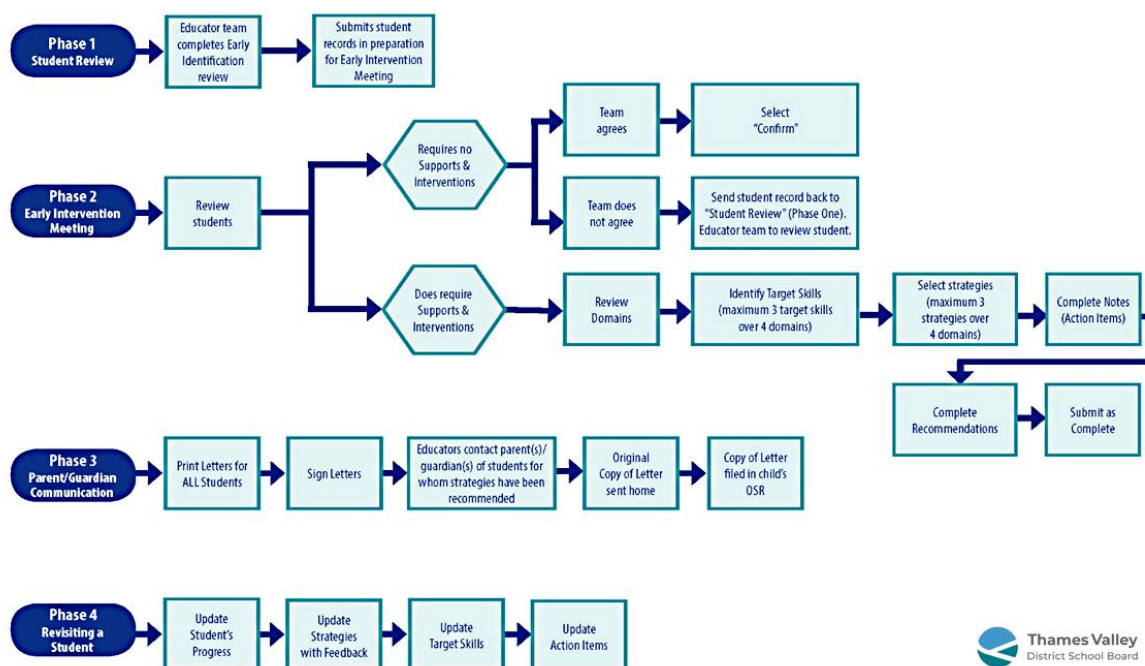 Phase 1
Student Review
Educator team
completes Early
Identification
review
Submits student
records in preparation
for Early Intervention
Meeting
Phase 2
Early Intervention
Meeting
Review
students
Requires no
Supports &
Interventions
Team
agrees
Select
“Confirm”
Team does
not agree
Send student record back to
“Student Review” (Phase One).
Educator team to review student.
Does require
Supports &
Interventions
Review
Domains
Identify Target Skills
(maximum 3 target skills
over 4 domains)
Select strategies
(maximum 3
strategies over
4 domains)
Complete Notes
(Action Items)
Complete
Recommendations
Submit as
Complete
Phase 3
Parent/Guardian
Communication
Print Letters for
ALL Students
Sign Letters
Educators contact parent(s)/
guardian(s) of students for
whom strategies have been
recommended
Original
Copy of Letter
sent home
Copy of Letter
filed in child’s
OSR
Phase 4
Revisiting a
Student
Update
Student’s
Progress
Update
Strategies
with Feedback
Update
Target Skills
Update
Action Items
Thames Valley
District School Board